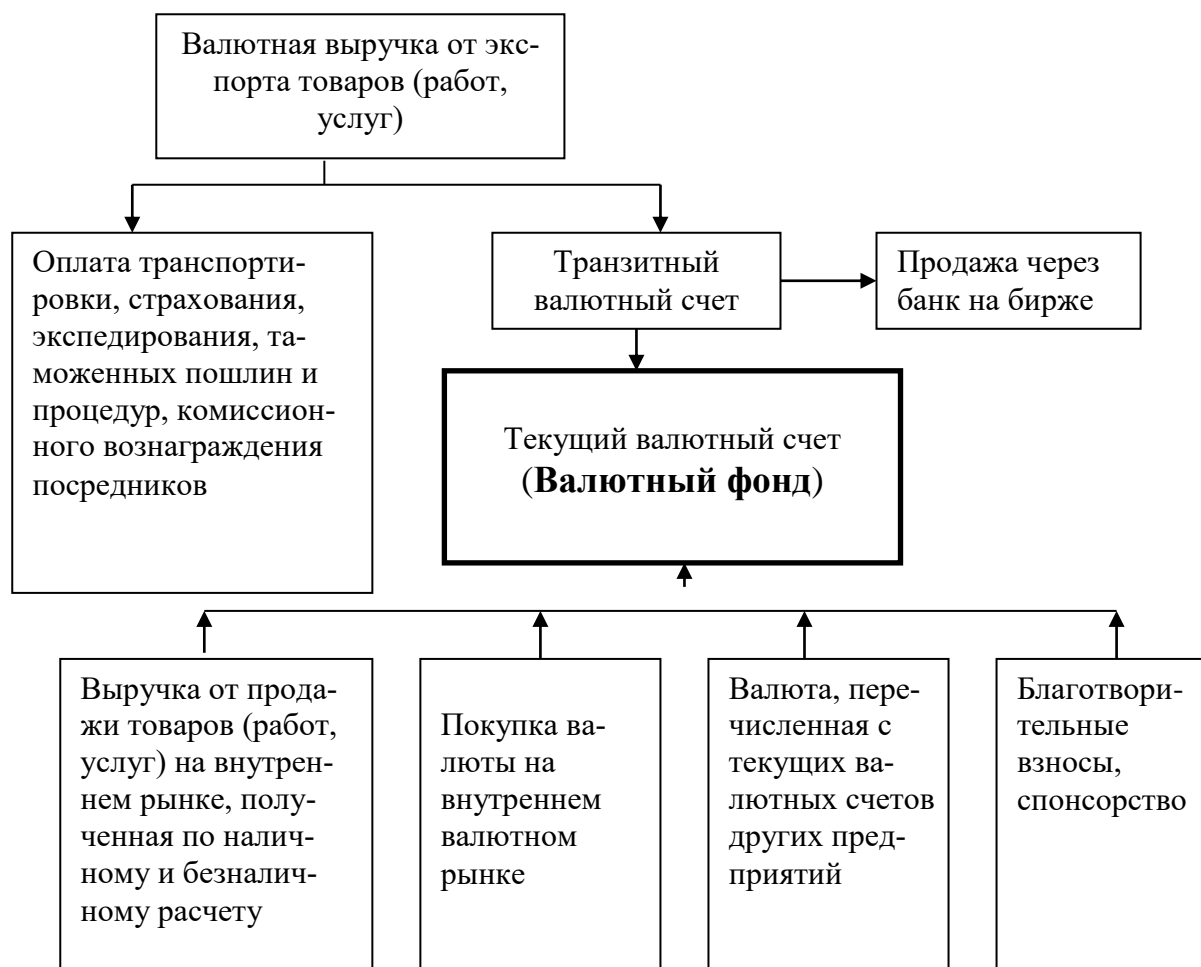 Валютная выручка от экс-
порта товаров (работ,
услуг)
Оплата транспорти-
ровки, страхования,
экспедирования, та-
моженных пошлин и
процедур, комиссион-
ного вознаграждения
посредников
Транзитный
валютный счет
Продажа через
банк на бирже
Текущий валютный счет
(Валютный фонд)
Выручка от прода-
жи товаров (работ,
услуг) на внутрен-
нем рынке, полу-
ченная по налич-
ному и безналич-
ному расчету
Покупка ва-
люты на
внутреннем
валютном
рынке
Валюта, пере-
численная с
текущих ва-
лютных счетов
других пред-
приятий
Благотвори-
тельные
взносы,
спонсорство